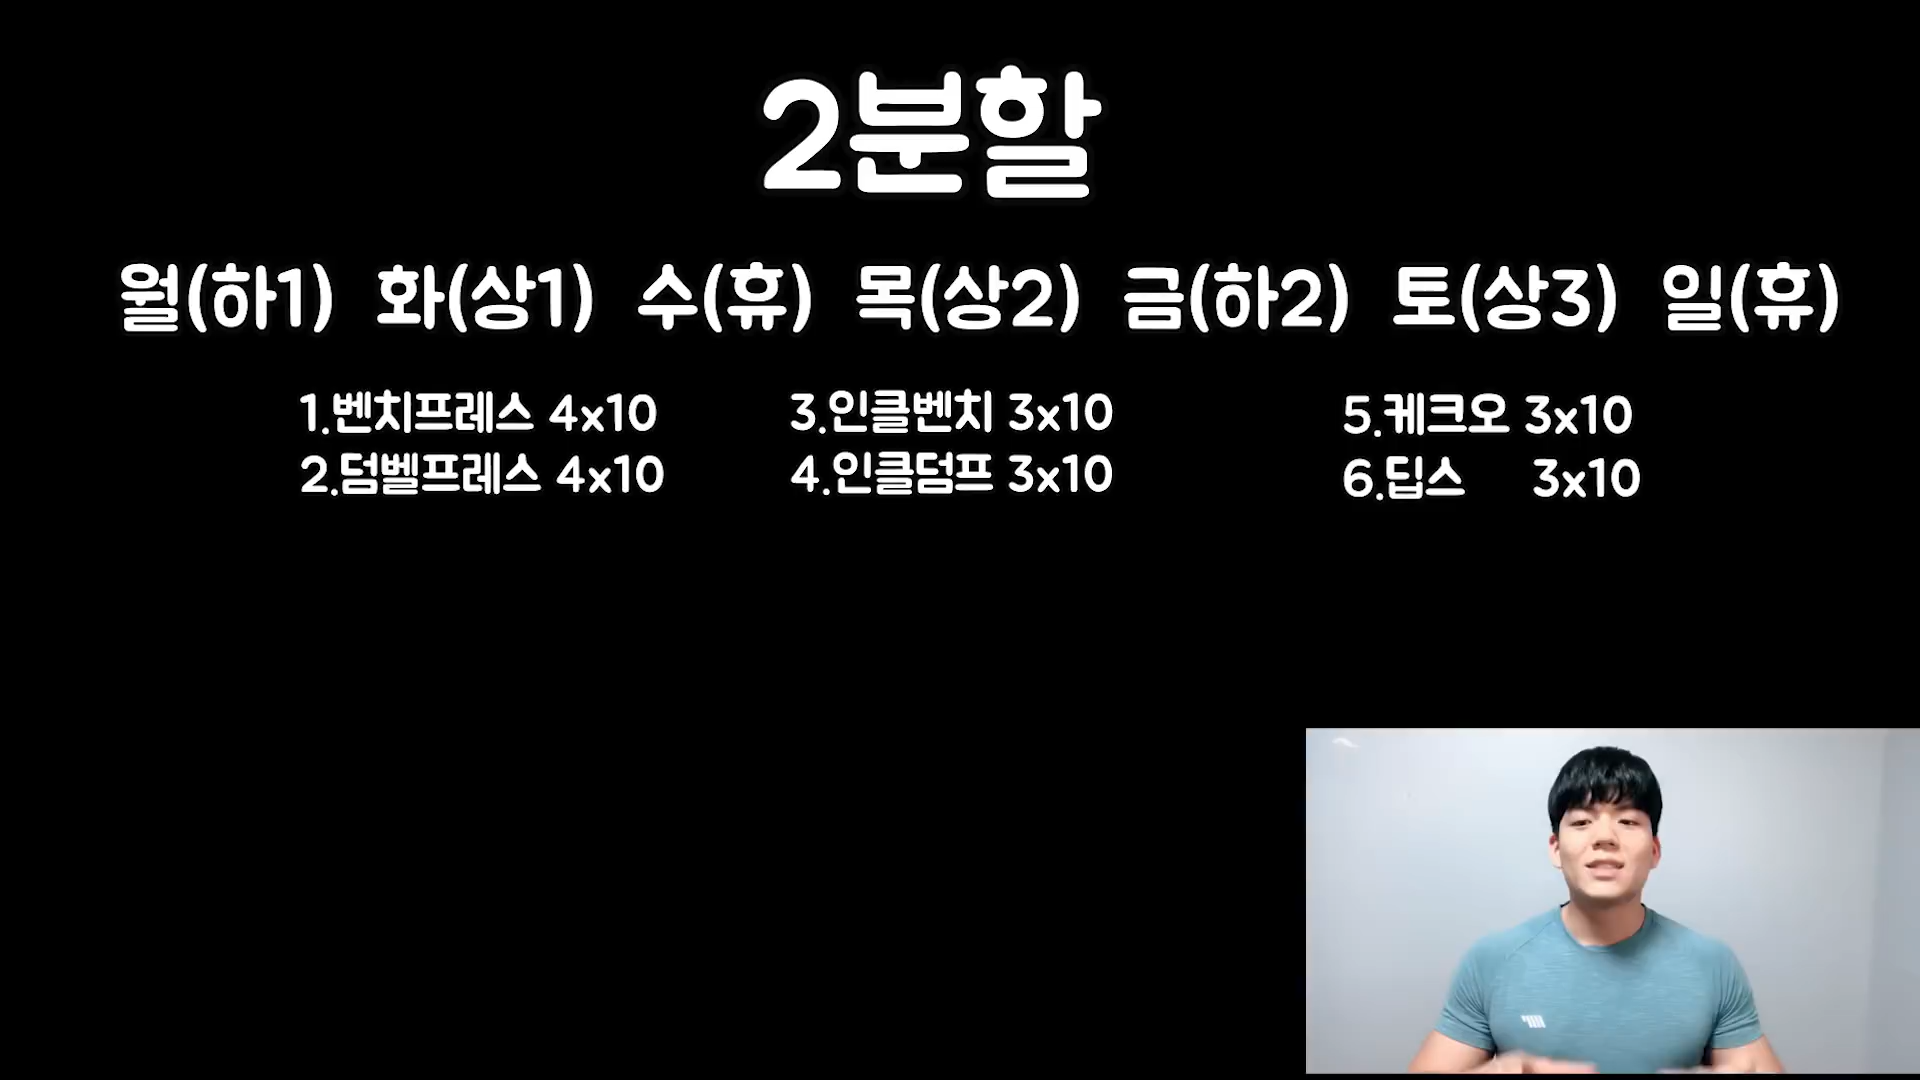 2분할
월(하1) 화(상1) 수(휴) 목(상2) 금(하2) 토(상3) 일(휴)
1.벤치프레스 4x10
2.덤벨프레스 4x10
3.인클벤치 3x10
4.인클덤프 3x10
5.케크오 3x10
6.딥스 3x10